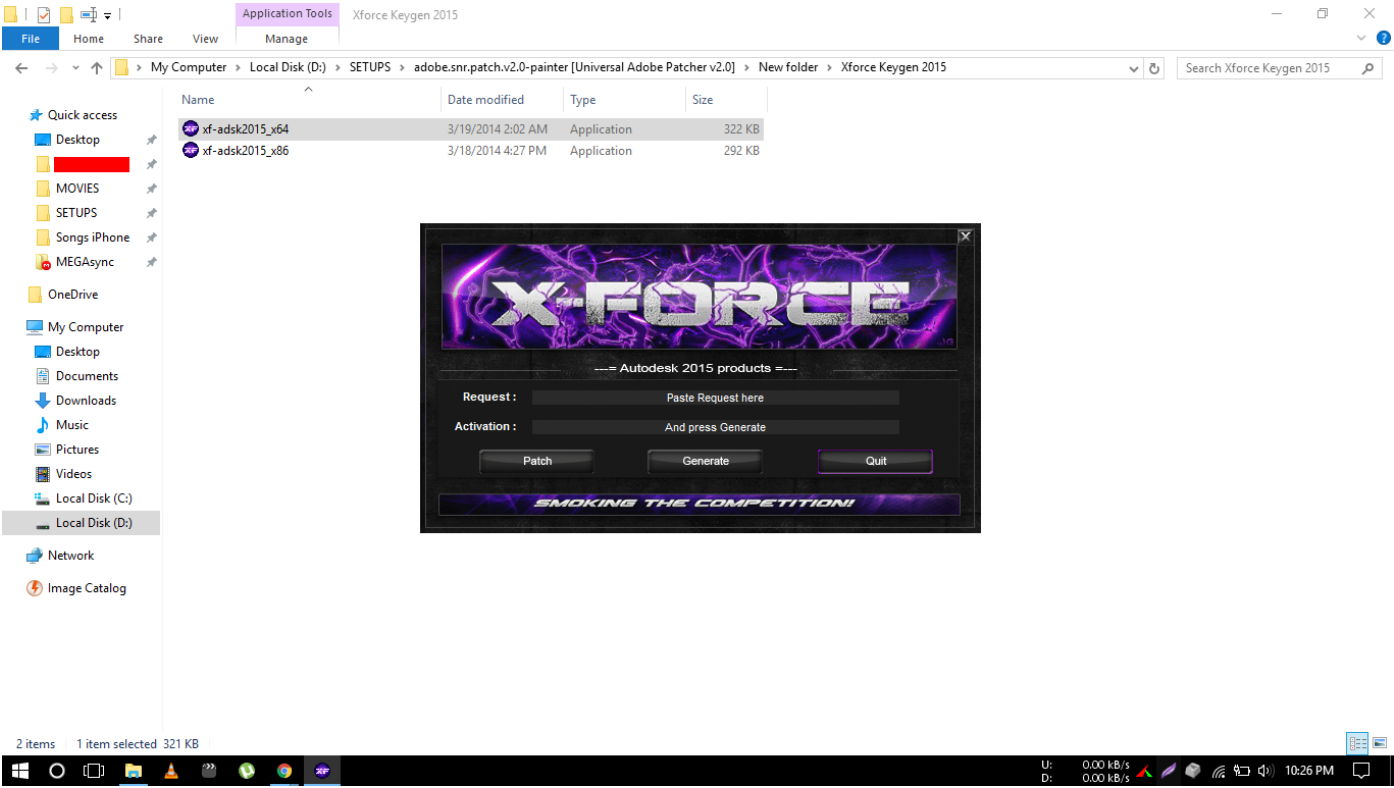 Application Tools Xforce Keygen 2015
File Home Share View Manage
My Computer › Local Disk (D:) › SETUPS › adobe.snr.patch.v2.0-painter [Universal Adobe Patcher v2.0] › New folder › Xforce Keygen 2015 Search Xforce Keygen 2015
Name Date modified Type Size
xf-adsk2015_x64 3/19/2014 2:02 AM Application 322 KB
xf-adsk2015_x86 3/18/2014 4:27 PM Application 292 KB
Quick access
Desktop
MOVIES
SETUPS
Songs iPhone
MEGAsync
OneDrive
My Computer
Desktop
Documents
Downloads
Music
Pictures
Videos
Local Disk (C:)
Local Disk (D:)
Network
Image Catalog
X-FORCE
---= Autodesk 2015 products =---
Request : Paste Request here
Activation : And press Generate
Patch Generate Quit
SMOKING THE COMPETITION!
2 items 1 item selected 321 KB
XF
U: 0.00 kB/s
D: 0.00 kB/s
10:26 PM